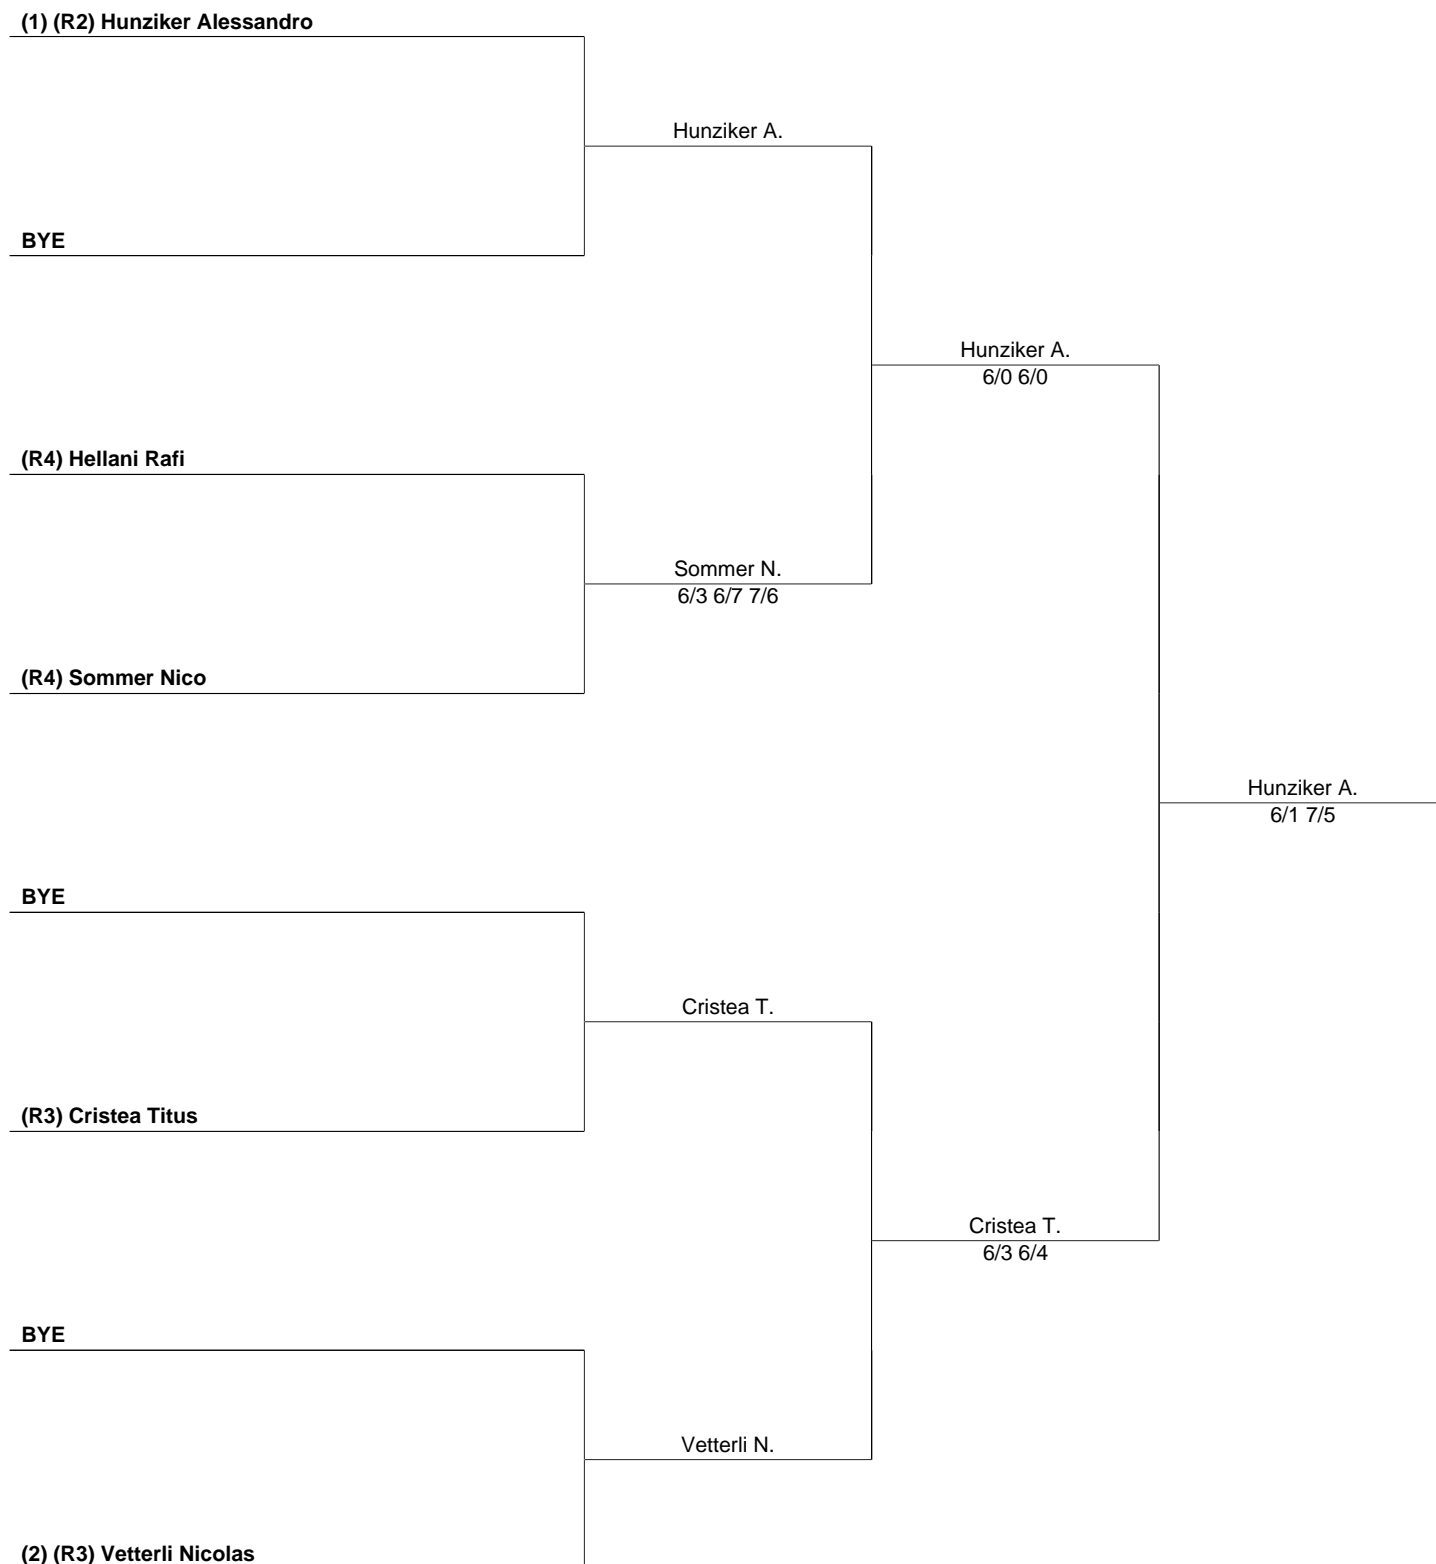 (1) (R2) Hunziker Alessandro
Hunziker A.
BYE
Hunziker A.
6/0 6/0
(R4) Hellani Rafi
Sommer N.
6/3 6/7 7/6
(R4) Sommer Nico
Hunziker A.
6/1 7/5
BYE
Cristea T.
(R3) Cristea Titus
Cristea T.
6/3 6/4
BYE
Vetterli N.
(2) (R3) Vetterli Nicolas